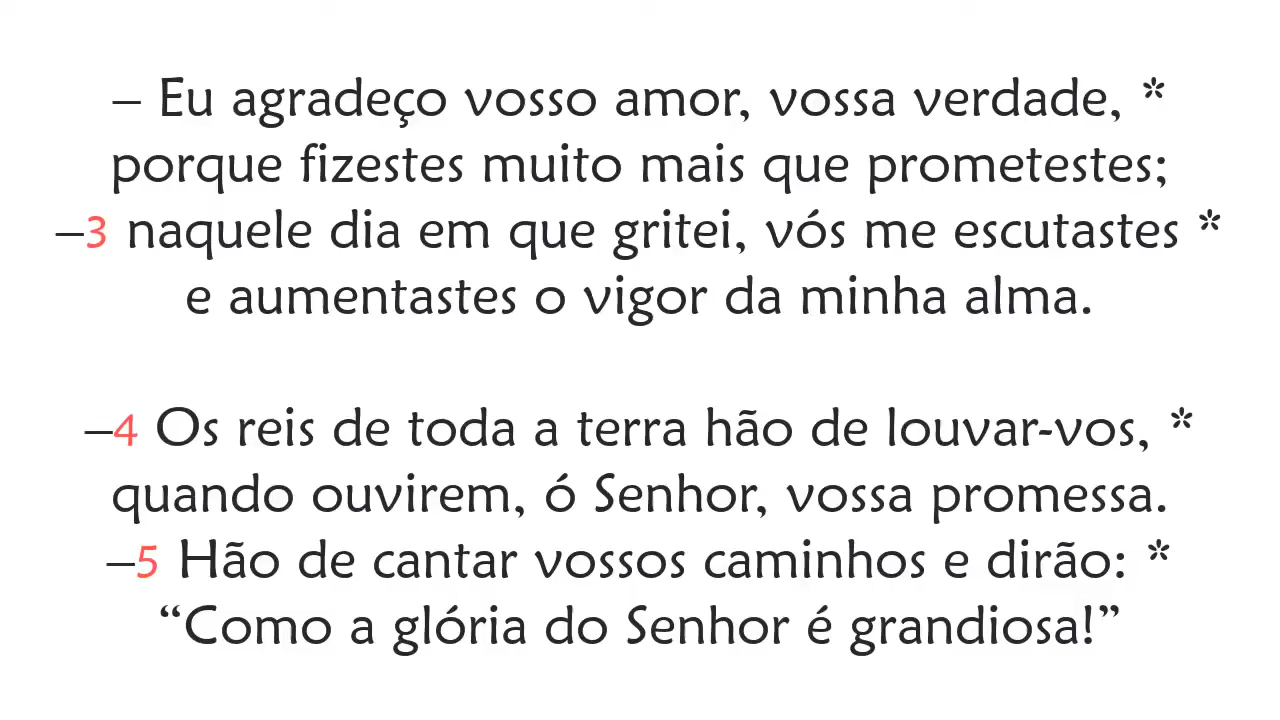 – Eu agradeço vosso amor, vossa verdade, *
porque fizestes muito mais que prometestes;
–3 naquele dia em que gritei, vós me escutastes *
e aumentastes o vigor da minha alma.
–4 Os reis de toda a terra hão de louvar-vos, *
quando ouvirem, ó Senhor, vossa promessa.
–5 Hão de cantar vossos caminhos e dirão: *
“Como a glória do Senhor é grandiosa!”